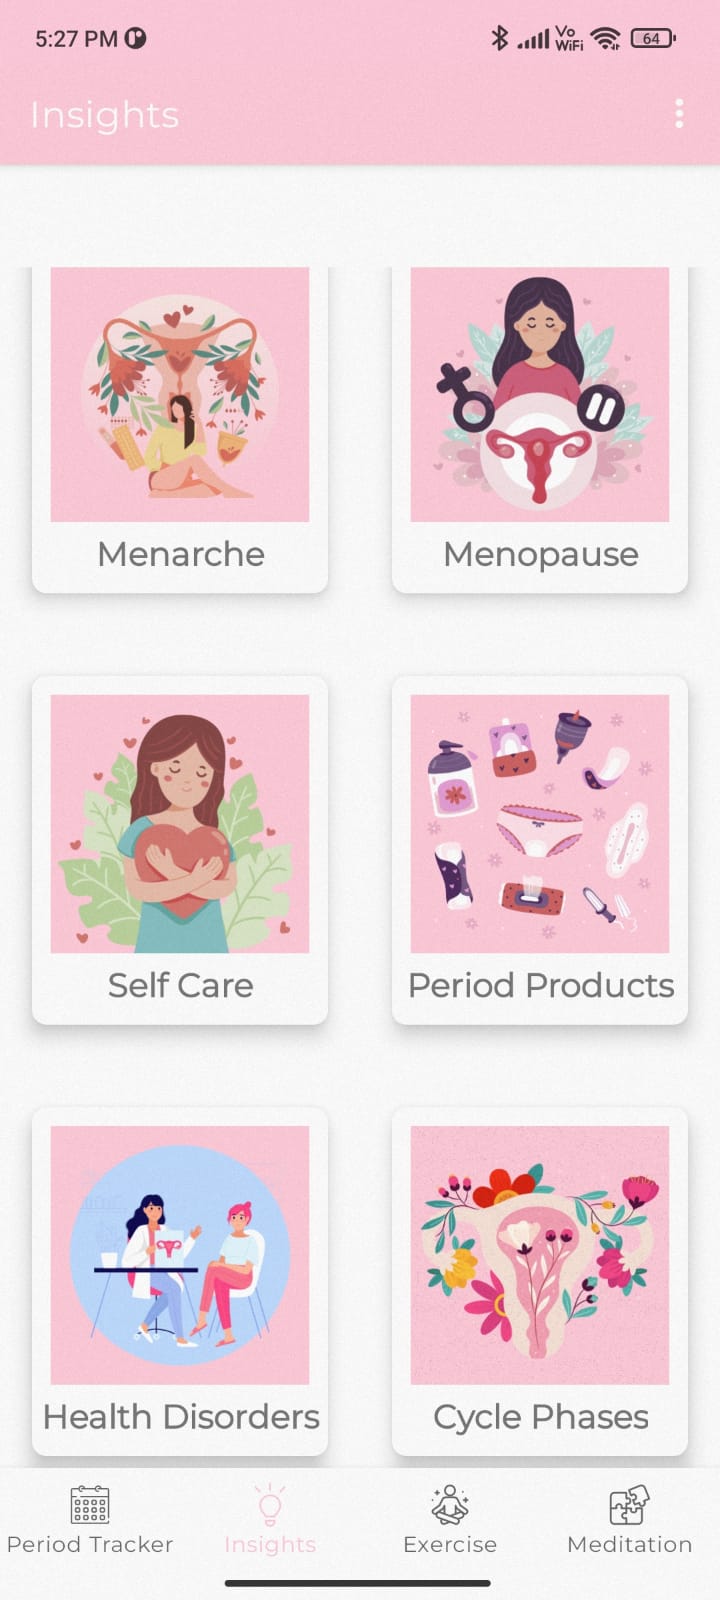 5:27 PM
Vo
WiFi
64
Insights
Menarche
Menopause
Self Care
Period Products
Health Disorders
Cycle Phases
Period Tracker
Insights
Exercise
Meditation